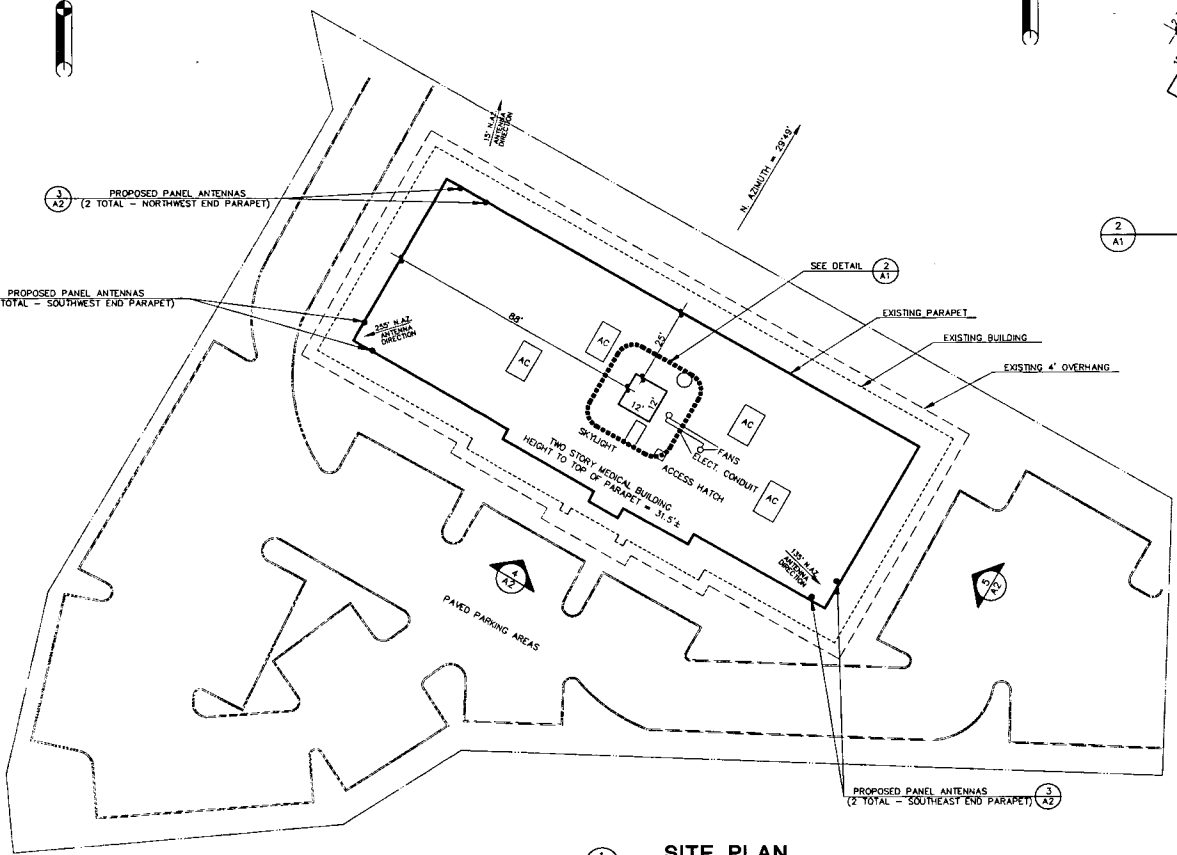 15° N.AZ.
ANTENNA
DIRECTION
N. AZIMUTH = 29°49'
3
A2
PROPOSED PANEL ANTENNAS
(2 TOTAL - NORTHWEST END PARAPET)
2
A1
SEE DETAIL
2
A1
PROPOSED PANEL ANTENNAS
TOTAL - SOUTHWEST END PARAPET)
EXISTING PARAPET
EXISTING BUILDING
EXISTING 4' OVERHANG
255° N.AZ.
ANTENNA
DIRECTION
88'
25'
AC
AC
12'
12'
AC
AC
SKYLIGHT
FANS
ELECT. CONDUIT
ACCESS HATCH
TWO STORY MEDICAL BUILDING
HEIGHT TO TOP OF PARAPET = 31.5'±
135° N.AZ.
ANTENNA
DIRECTION
4
A2
5
A2
PAVED PARKING AREAS
PROPOSED PANEL ANTENNAS
(2 TOTAL - SOUTHEAST END PARAPET)
3
A2
SITE PLAN